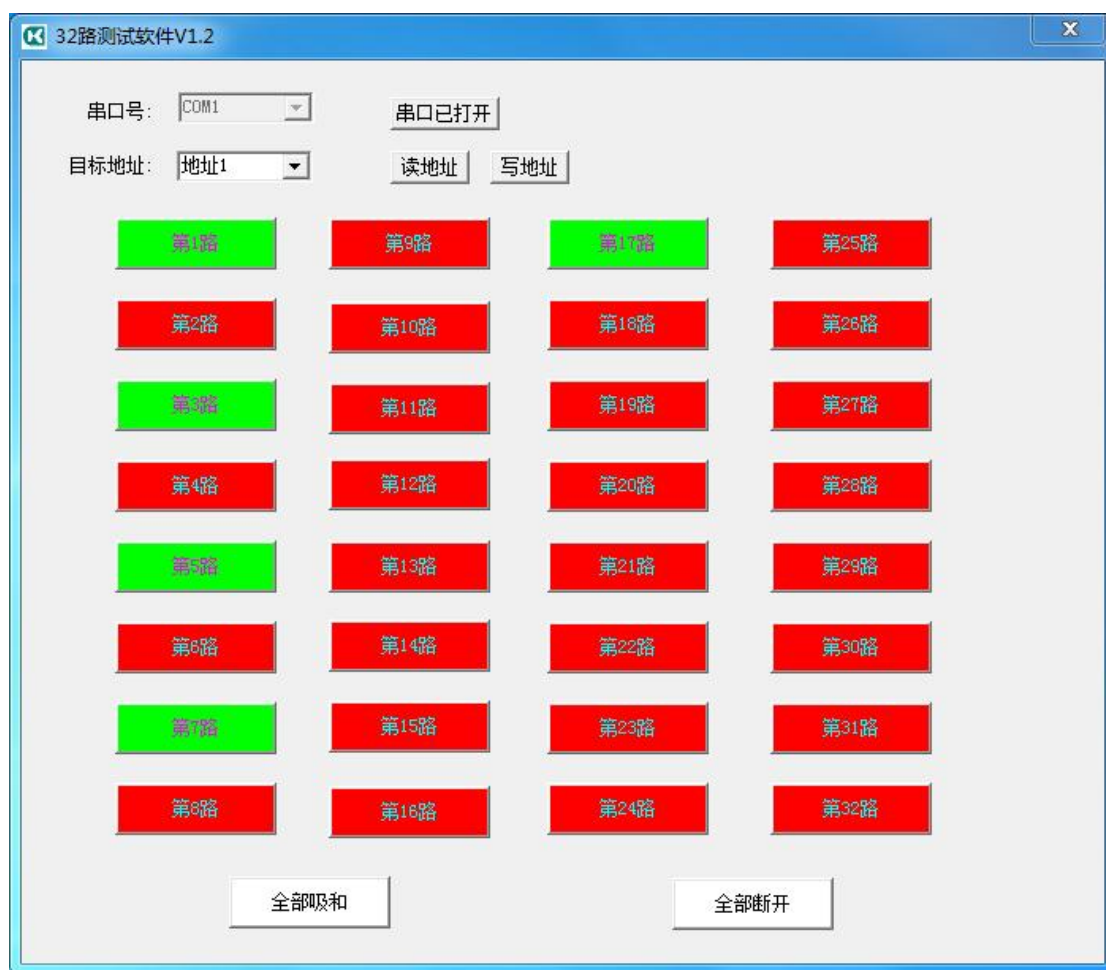 32路测试软件V1.2
串口号: COM1 串口已打开
目标地址: 地址1 读地址 写地址
第1路 第9路 第17路 第25路
第2路 第10路 第18路 第26路
第3路 第11路 第19路 第27路
第4路 第12路 第20路 第28路
第5路 第13路 第21路 第29路
第6路 第14路 第22路 第30路
第7路 第15路 第23路 第31路
第8路 第16路 第24路 第32路
全部吸和 全部断开